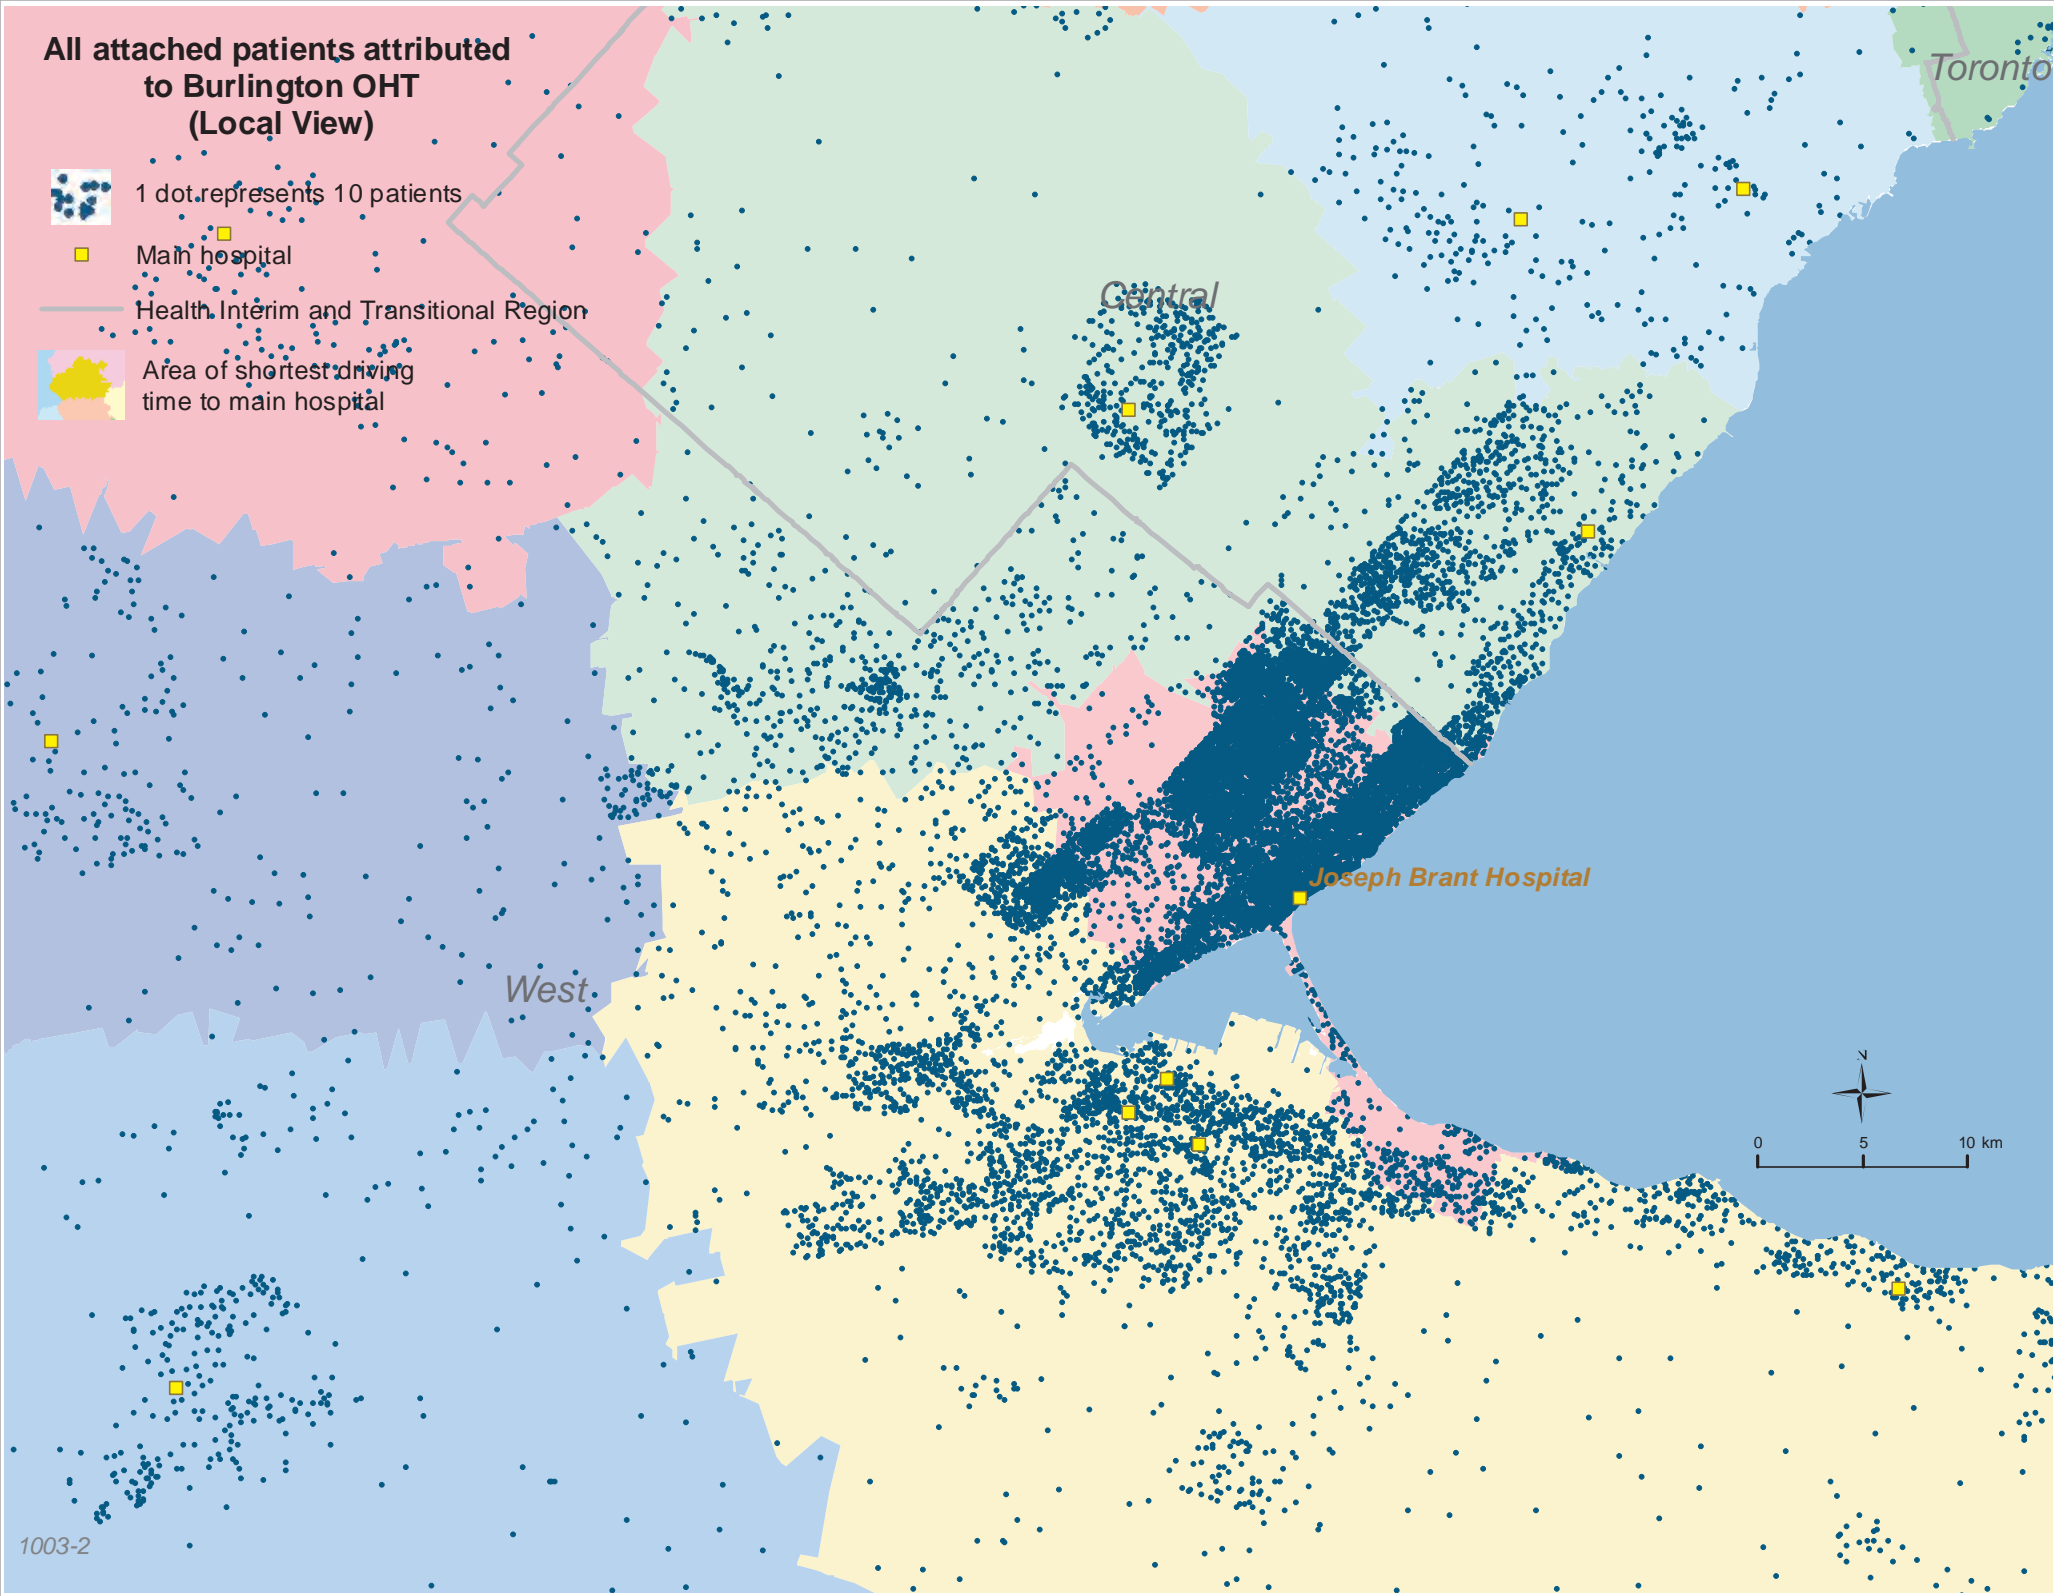 All attached patients attributed
to Burlington OHT
(Local View)
1 dot represents 10 patients
Main hospital
Health Interim and Transitional Region
Area of shortest driving
time to main hospital
Toronto
Central
Joseph Brant Hospital
West
N
0 5 10 km
1003-2